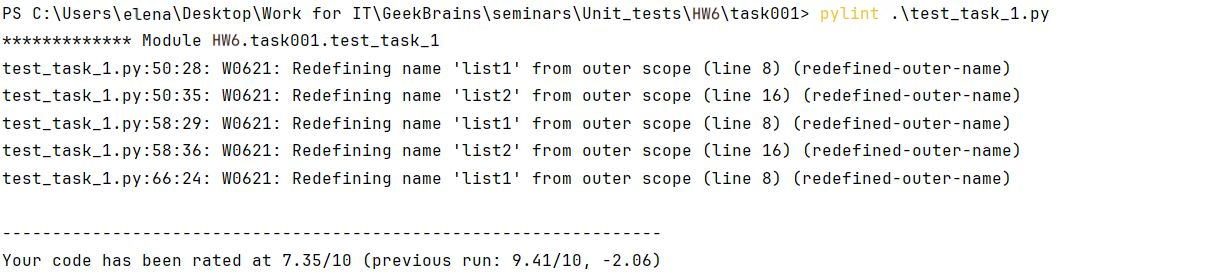 PS C:\Users\elena\Desktop\Work for IT\GeekBrains\seminars\Unit_tests\HW6\task001> pylint .\test_task_1.py
************* Module HW6.task001.test_task_1
test_task_1.py:50:28: W0621: Redefining name 'list1' from outer scope (line 8) (redefined-outer-name)
test_task_1.py:50:35: W0621: Redefining name 'list2' from outer scope (line 16) (redefined-outer-name)
test_task_1.py:58:29: W0621: Redefining name 'list1' from outer scope (line 8) (redefined-outer-name)
test_task_1.py:58:36: W0621: Redefining name 'list2' from outer scope (line 16) (redefined-outer-name)
test_task_1.py:66:24: W0621: Redefining name 'list1' from outer scope (line 8) (redefined-outer-name)
------------------------------------------------------------------
Your code has been rated at 7.35/10 (previous run: 9.41/10, -2.06)